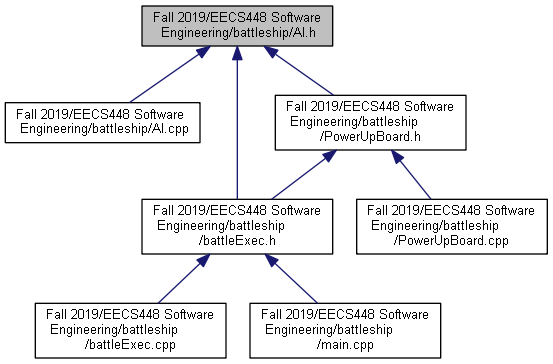 Fall 2019/EECS448 Software
Engineering/battleship/AI.h
Fall 2019/EECS448 Software
Engineering/battleship/AI.cpp
Fall 2019/EECS448 Software
Engineering/battleship
/PowerUpBoard.h
Fall 2019/EECS448 Software
Engineering/battleship
/battleExec.h
Fall 2019/EECS448 Software
Engineering/battleship
/PowerUpBoard.cpp
Fall 2019/EECS448 Software
Engineering/battleship
/battleExec.cpp
Fall 2019/EECS448 Software
Engineering/battleship
/main.cpp